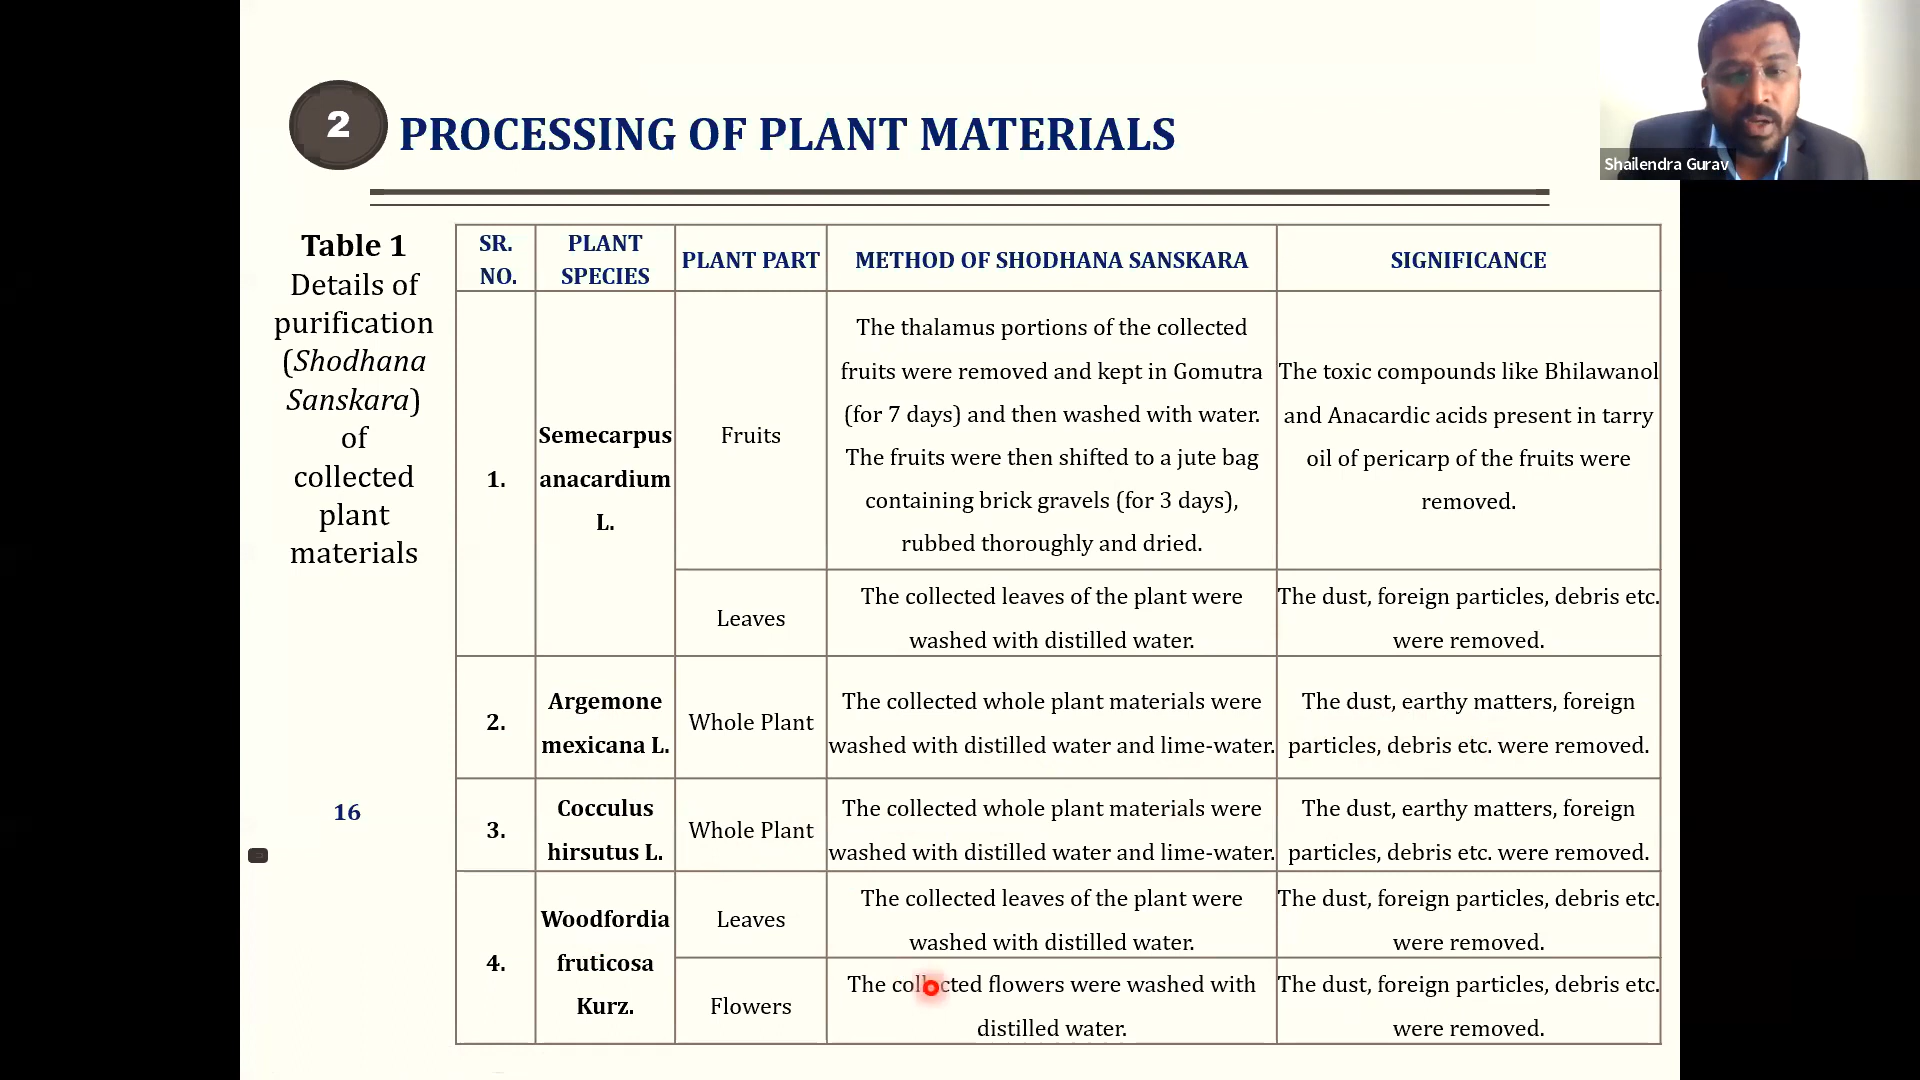 2
PROCESSING OF PLANT MATERIALS
Shailendra Gurav
Table 1
Details of
purification
(Shodhana
Sanskara)
of
collected
plant
materials
16
SR.
NO.
PLANT
SPECIES
PLANT PART
METHOD OF SHODHANA SANSKARA
SIGNIFICANCE
1.
Semecarpus
anacardium
L.
Fruits
The thalamus portions of the collected
fruits were removed and kept in Gomutra
(for 7 days) and then washed with water.
The fruits were then shifted to a jute bag
containing brick gravels (for 3 days),
rubbed thoroughly and dried.
The toxic compounds like Bhilawanol
and Anacardic acids present in tarry
oil of pericarp of the fruits were
removed.
Leaves
The collected leaves of the plant were
washed with distilled water.
The dust, foreign particles, debris etc.
were removed.
2.
Argemone
mexicana L.
Whole Plant
The collected whole plant materials were
washed with distilled water and lime-water.
The dust, earthy matters, foreign
particles, debris etc. were removed.
3.
Cocculus
hirsutus L.
Whole Plant
The collected whole plant materials were
washed with distilled water and lime-water.
The dust, earthy matters, foreign
particles, debris etc. were removed.
4.
Woodfordia
fruticosa
Kurz.
Leaves
The collected leaves of the plant were
washed with distilled water.
The dust, foreign particles, debris etc.
were removed.
Flowers
The collected flowers were washed with
distilled water.
The dust, foreign particles, debris etc.
were removed.